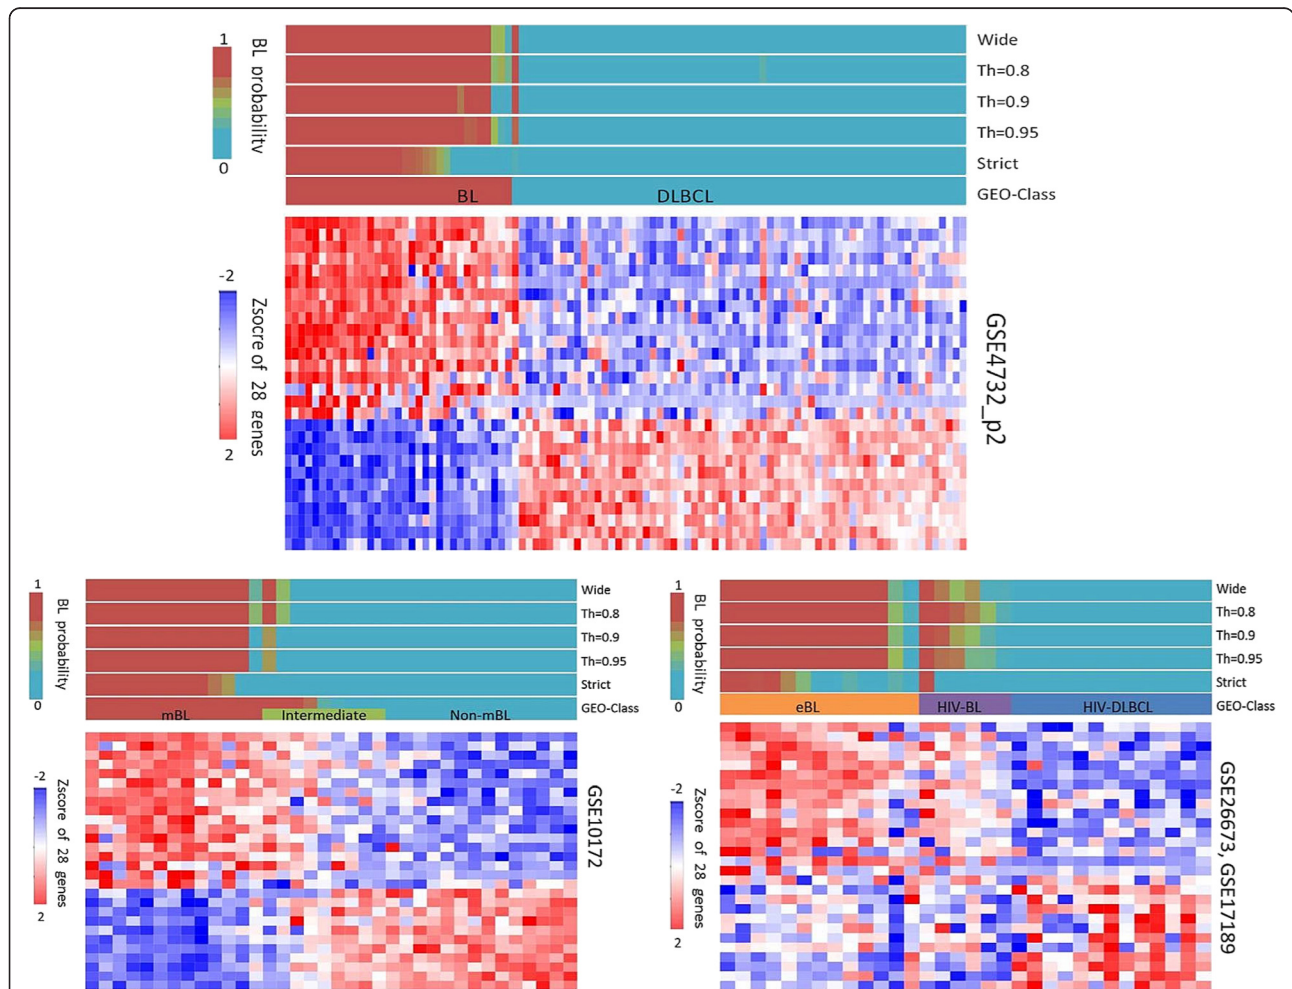 1
BL probability
0
Wide
Th=0.8
Th=0.9
Th=0.95
Strict
GEO-Class
BL
DLBCL
-2
Zsocre of 28 genes
2
GSE4732_p2
1
BL probability
0
Wide
Th=0.8
Th=0.9
Th=0.95
Strict
GEO-Class
mBL
Intermediate
Non-mBL
-2
Zscore of 28 genes
2
GSE10172
1
BL probability
0
Wide
Th=0.8
Th=0.9
Th=0.95
Strict
GEO-Class
eBL
HIV-BL
HIV-DLBCL
-2
Zscore of 28 genes
2
GSE26673, GSE17189